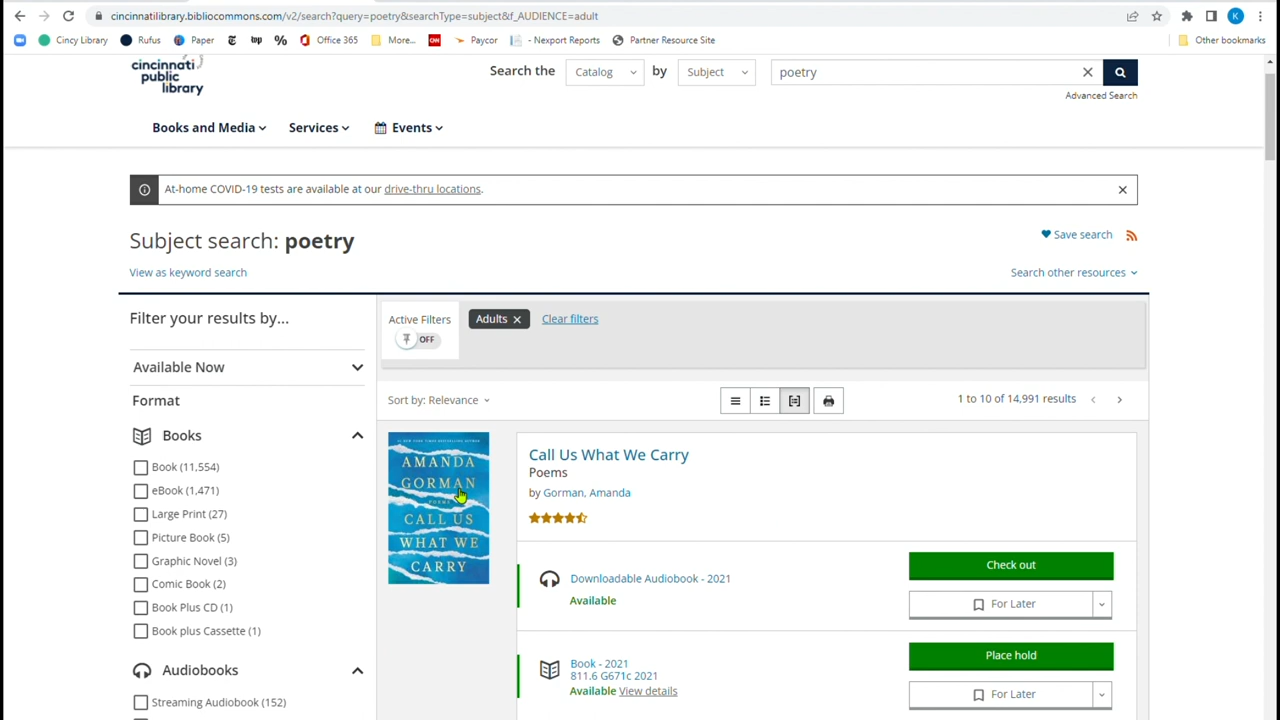 cincinnatilibrary.bibliocommons.com/v2/search?query=poetry&searchType=subject&f_AUDIENCE=adult
K
Cincy Library
Rufus
Paper
top
%
Office 365
More...
CNN
Paycor
- Nexport Reports
Partner Resource Site
Other bookmarks
cincinnati
public
library
Search the
Catalog
by
Subject
poetry
Advanced Search
Books and Media
Services
Events
At-home COVID-19 tests are available at our drive-thru locations.
Subject search: poetry
Save search
View as keyword search
Search other resources
Filter your results by...
Active Filters
OFF
Adults
Clear filters
Available Now
Format
Sort by: Relevance
1 to 10 of 14,991 results
Books
Book (11,554)
eBook (1,471)
Large Print (27)
Picture Book (5)
Graphic Novel (3)
Comic Book (2)
Book Plus CD (1)
Book plus Cassette (1)
Audiobooks
Streaming Audiobook (152)
AMANDA
GORMAN
POEMS
CALL US
WHAT WE
CARRY
Call Us What We Carry
Poems
by Gorman, Amanda
Downloadable Audiobook - 2021
Available
Check out
For Later
Book - 2021
811.6 G671c 2021
Available View details
Place hold
For Later